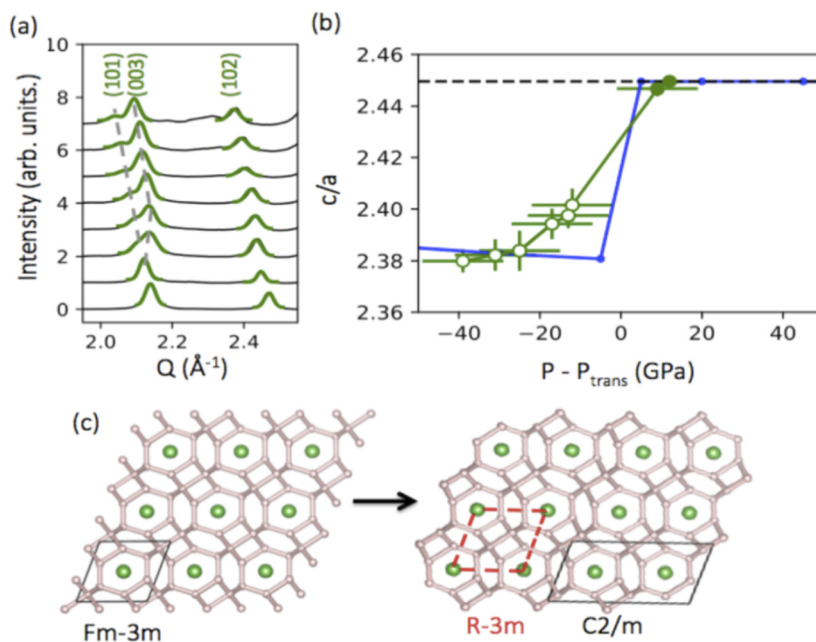 (a)
(101)
(003)
(102)
10
8
6
4
2
0
Intensity (arb. units.)
2.0 2.2 2.4
Q (Å⁻¹)
(b)
2.46
2.44
2.42
2.40
2.38
2.36
c/a
−40 −20 0 20 40
P - Ptrans (GPa)
(c)
Fm-3m
R-3m
C2/m